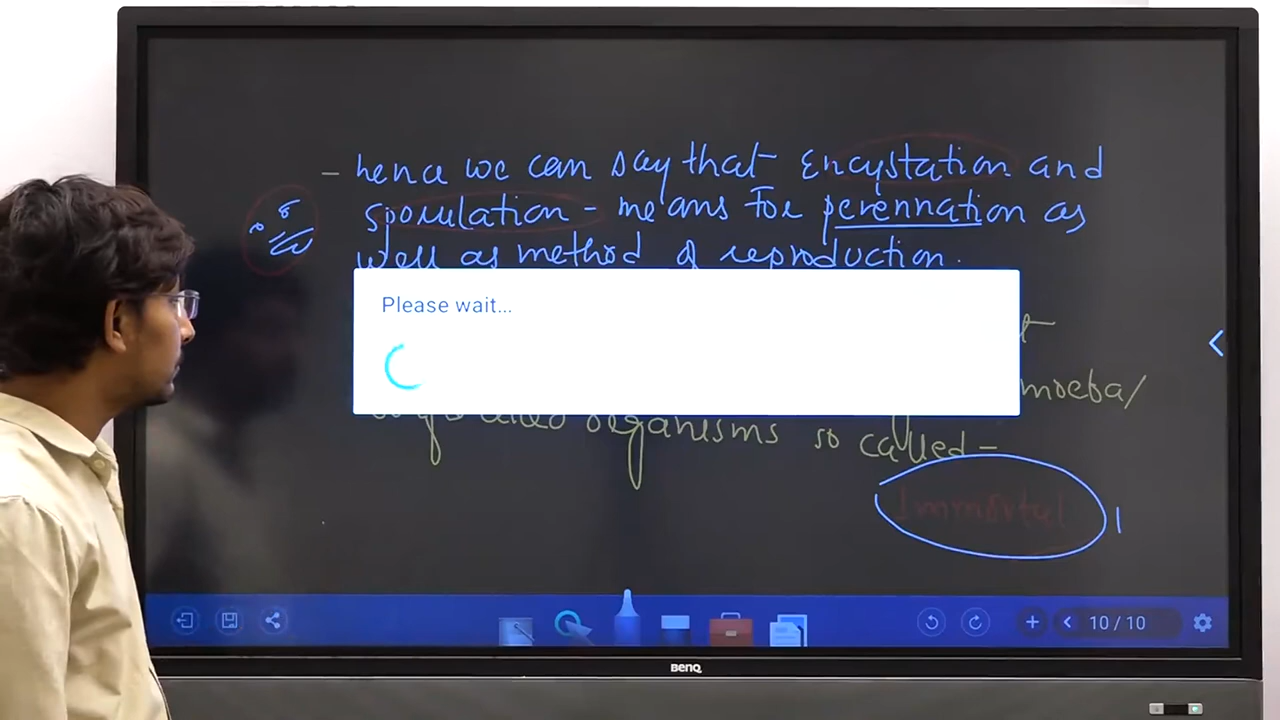 – hence we can say that Encystation and
sporulation – means for perennation as
well as method of reproduction.
Please wait...
moeba/
organisms so called –
Immortal
10 / 10
BenQ